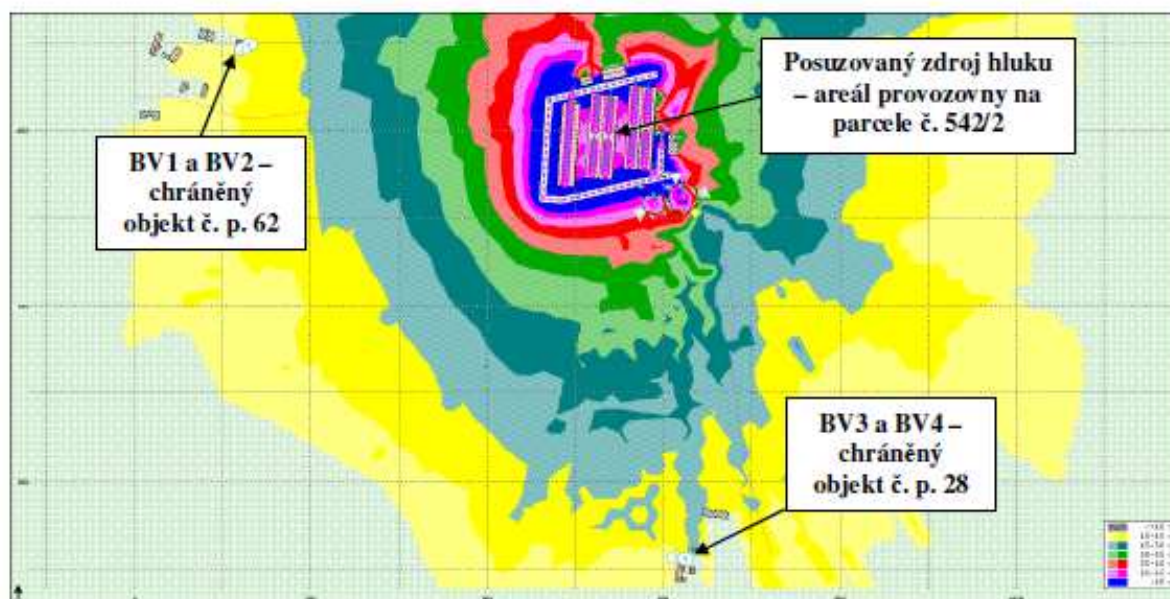 Posuzovaný zdroj hluku
– areál provozovny na
parcele č. 542/2
BV1 a BV2 –
chráněný
objekt č. p. 62
BV3 a BV4 –
chráněný
objekt č. p. 28